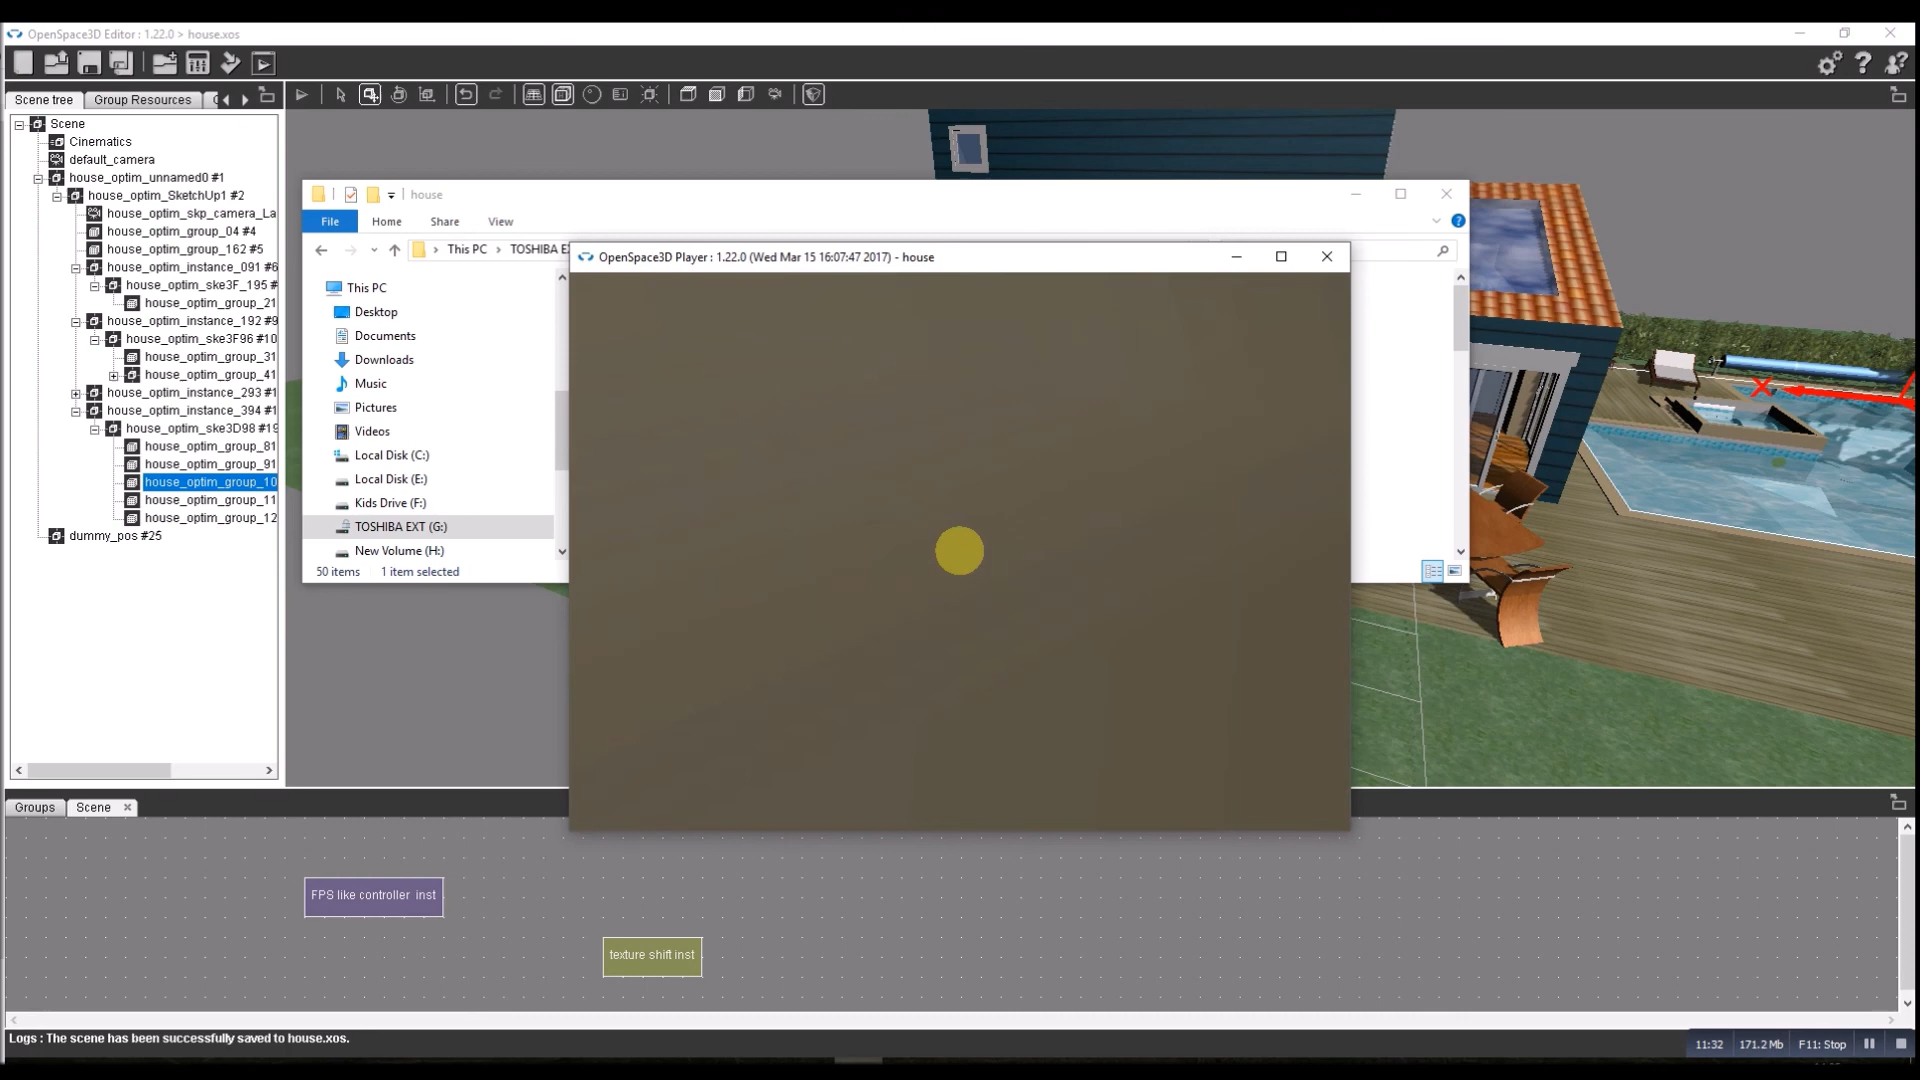 OpenSpace3D Editor : 1.22.0 > house.xos
Scene tree
Group Resources
Scene
Cinematics
default_camera
house_optim_unnamed0 #1
house_optim_SketchUp1 #2
house_optim_skp_camera_La
house_optim_group_04 #4
house_optim_group_162 #5
house_optim_instance_091 #6
house_optim_ske3F_195 #
house_optim_group_21
house_optim_instance_192 #9
house_optim_ske3F96 #10
house_optim_group_31
house_optim_group_41
house_optim_instance_293 #1
house_optim_instance_394 #1
house_optim_ske3D98 #19
house_optim_group_81
house_optim_group_91
house_optim_group_10
house_optim_group_11
house_optim_group_12
dummy_pos #25
house
File Home Share View
This PC > TOSHIBA EX
This PC
Desktop
Documents
Downloads
Music
Pictures
Videos
Local Disk (C:)
Local Disk (E:)
Kids Drive (F:)
TOSHIBA EXT (G:)
New Volume (H:)
50 items 1 item selected
OpenSpace3D Player : 1.22.0 (Wed Mar 15 16:07:47 2017) - house
X
Groups Scene
FPS like controller inst
texture shift inst
Logs : The scene has been successfully saved to house.xos.
11:32 171.2 Mb F11: Stop